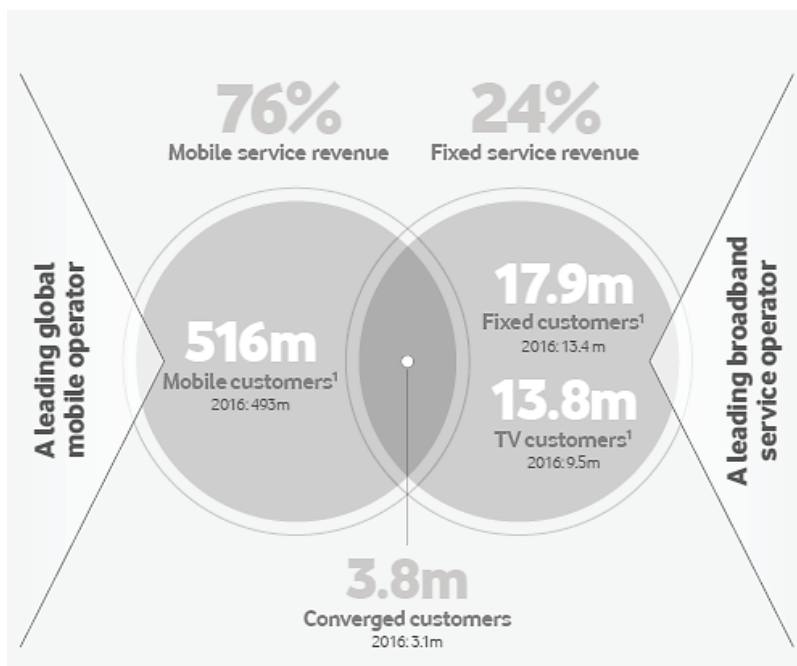 76%
Mobile service revenue
24%
Fixed service revenue
A leading global
mobile operator
516m
Mobile customers¹
2016: 493m
17.9m
Fixed customers¹
2016: 13.4 m
13.8m
TV customers¹
2016: 9.5m
A leading broadband
service operator
3.8m
Converged customers
2016: 3.1m